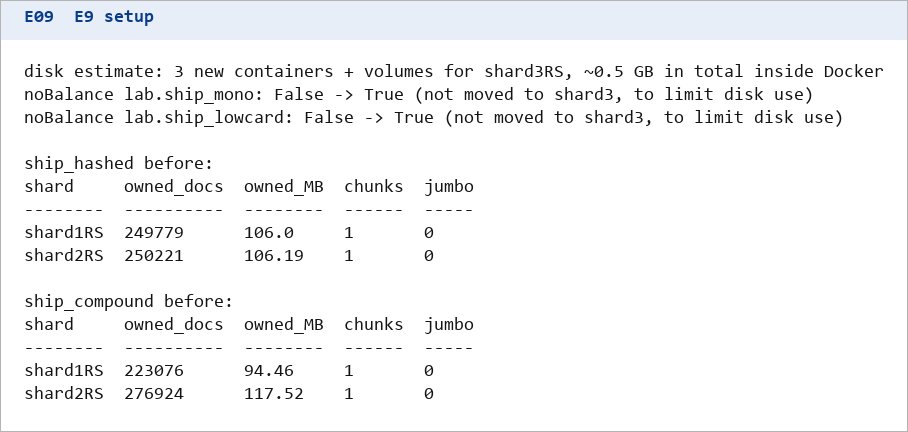 E09  E9 setup
disk estimate: 3 new containers + volumes for shard3RS, ~0.5 GB in total inside Docker
noBalance lab.ship_mono: False -> True (not moved to shard3, to limit disk use)
noBalance lab.ship_lowcard: False -> True (not moved to shard3, to limit disk use)
ship_hashed before:
shard     owned_docs  owned_MB  chunks  jumbo
--------  ----------  --------  ------  -----
shard1RS  249779      106.0     1       0
shard2RS  250221      106.19    1       0
ship_compound before:
shard     owned_docs  owned_MB  chunks  jumbo
--------  ----------  --------  ------  -----
shard1RS  223076      94.46     1       0
shard2RS  276924      117.52    1       0